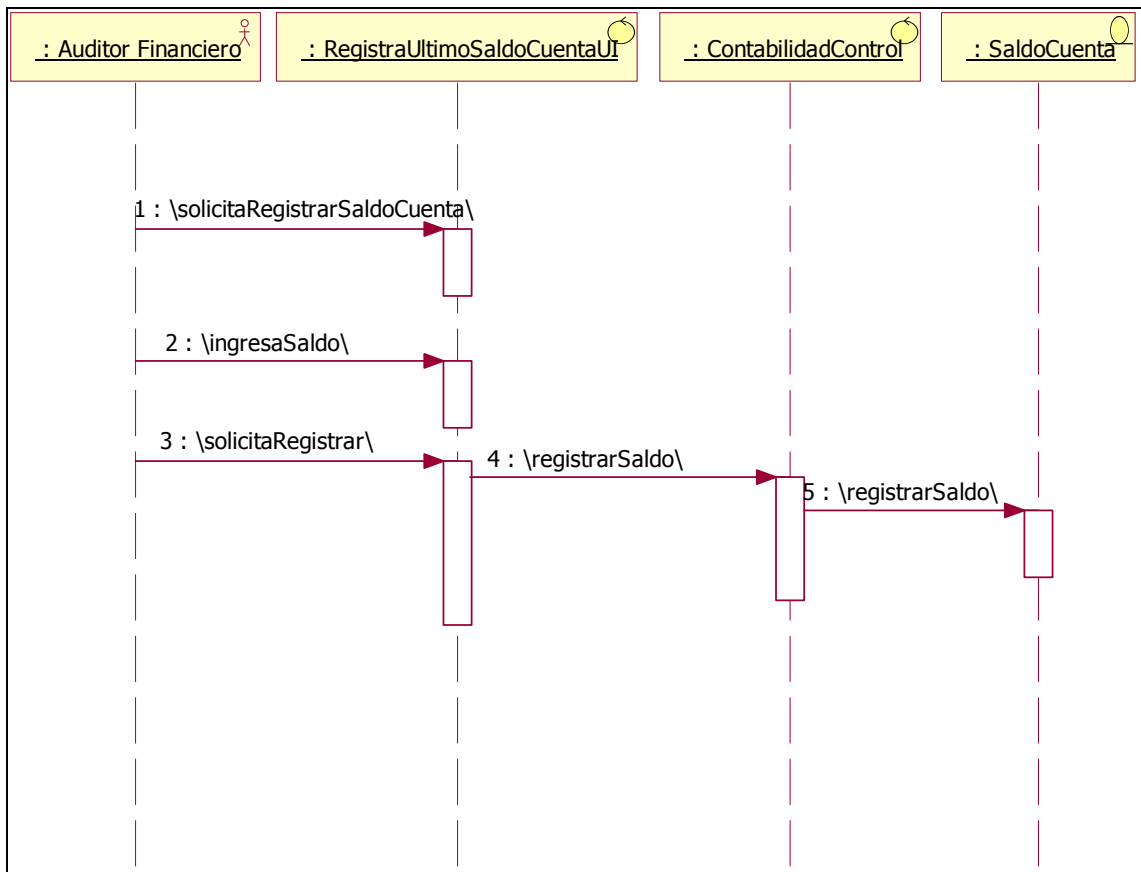 : Auditor Financiero
: RegistraUltimoSaldoCuentaUI
: ContabilidadControl
: SaldoCuenta
1 : \solicitaRegistrarSaldoCuenta\
2 : \ingresaSaldo\
3 : \solicitaRegistrar\
4 : \registrarSaldo\
5 : \registrarSaldo\